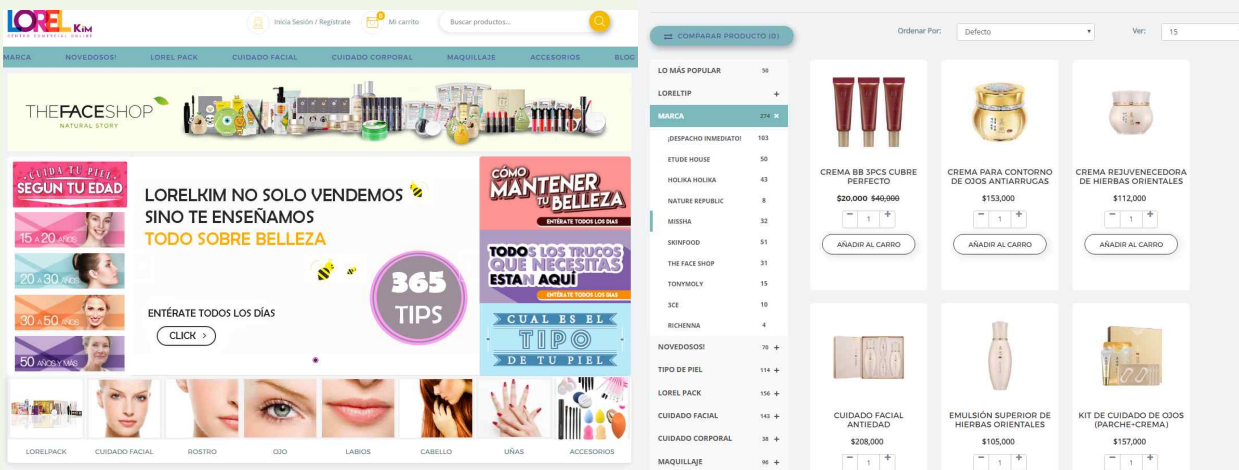 LOREL KIM
CENTRO COMERCIAL ONLINE
Inicia Sesión / Regístrate
0
Mi carrito
Buscar productos...
MARCA NOVEDOSOS! LOREL PACK CUIDADO FACIAL CUIDADO CORPORAL MAQUILLAJE ACCESORIOS BLOG
THEFACESHOP
NATURAL STORY
CUIDA TU PIEL
SEGÚN TU EDAD
15 A 20 AÑOS
20 A 30 AÑOS
30 A 50 AÑOS
50 AÑOS Y MÁS
LORELKIM NO SOLO VENDEMOS
SINO TE ENSEÑAMOS
TODO SOBRE BELLEZA
365
TIPS
ENTÉRATE TODOS LOS DÍAS
CLICK >
CÓMO
MANTENER
TU BELLEZA
ENTÉRATE TODOS LOS DIAS
TODOS LOS TRUCOS
QUE NECESITAS
ESTAN AQUÍ
ENTÉRATE TODOS LOS DIAS
CUAL ES EL
TIPO
DE TU PIEL
LORELPACK CUIDADO FACIAL ROSTRO OJO LABIOS CABELLO UÑAS ACCESORIOS
COMPARAR PRODUCTO (0)
Ordenar Por: Defecto
Ver: 15
LO MÁS POPULAR 50
LORELTIP +
MARCA 274 ×
¡DESPACHO INMEDIATO! 103
ETUDE HOUSE 50
HOLIKA HOLIKA 43
NATURE REPUBLIC 8
MISSHA 32
SKINFOOD 51
THE FACE SHOP 31
TONYMOLY 15
3CE 10
RICHENNA 4
NOVEDOSOS! 70 +
TIPO DE PIEL 114 +
LOREL PACK 156 +
CUIDADO FACIAL 143 +
CUIDADO CORPORAL 38 +
MAQUILLAJE 96 +
CREMA BB 3PCS CUBRE
PERFECTO
$20,000 $40,000
- 1 +
AÑADIR AL CARRO
CREMA PARA CONTORNO
DE OJOS ANTIARRUGAS
$153,000
- 1 +
AÑADIR AL CARRO
CREMA REJUVENECEDORA
DE HIERBAS ORIENTALES
$112,000
- 1 +
AÑADIR AL CARRO
CUIDADO FACIAL
ANTIEDAD
$208,000
- 1 +
EMULSIÓN SUPERIOR DE
HIERBAS ORIENTALES
$105,000
- 1 +
KIT DE CUIDADO DE OJOS
(PARCHE+CREMA)
$157,000
- 1 +